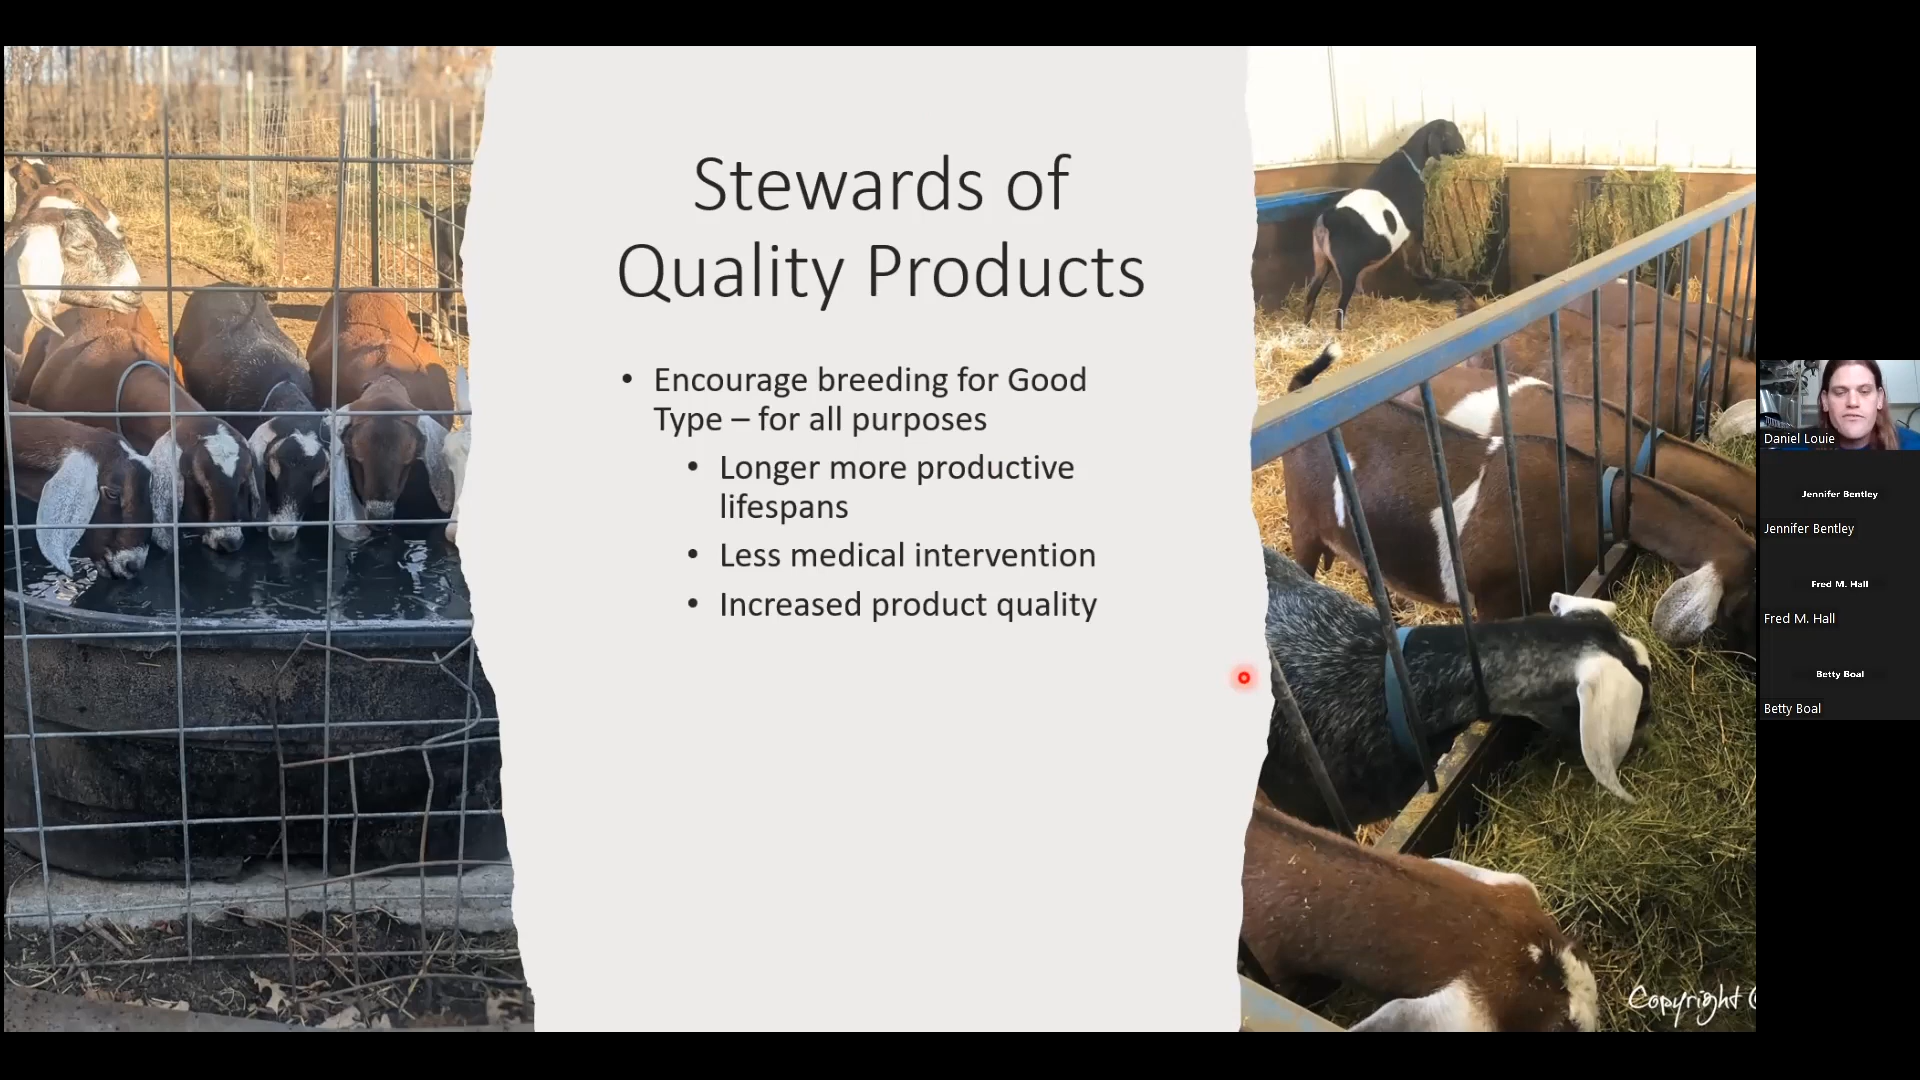 Stewards of
Quality Products
• Encourage breeding for Good
Type – for all purposes
• Longer more productive
lifespans
• Less medical intervention
• Increased product quality
Copyright ©
Daniel Louie
Jennifer Bentley
Jennifer Bentley
Fred M. Hall
Fred M. Hall
Betty Boal
Betty Boal